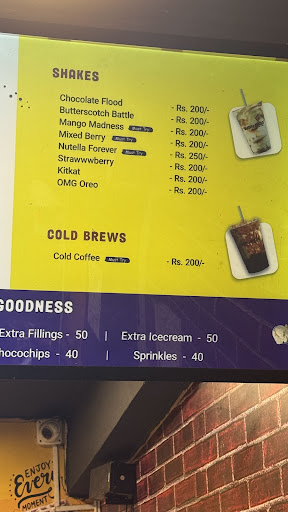 SHAKES
Chocolate Flood - Rs. 200/-
Butterscotch Battle - Rs. 200/-
Mango Madness Must Try - Rs. 200/-
Mixed Berry Must Try - Rs. 200/-
Nutella Forever Must Try - Rs. 250/-
Strawwwberry - Rs. 200/-
Kitkat - Rs. 200/-
OMG Oreo - Rs. 200/-
COLD BREWS
Cold Coffee Must Try - Rs. 200/-
GOODNESS
Extra Fillings - 50 | Extra Icecream - 50
hocochips - 40 | Sprinkles - 40
ENJOY
Every
MOMENT